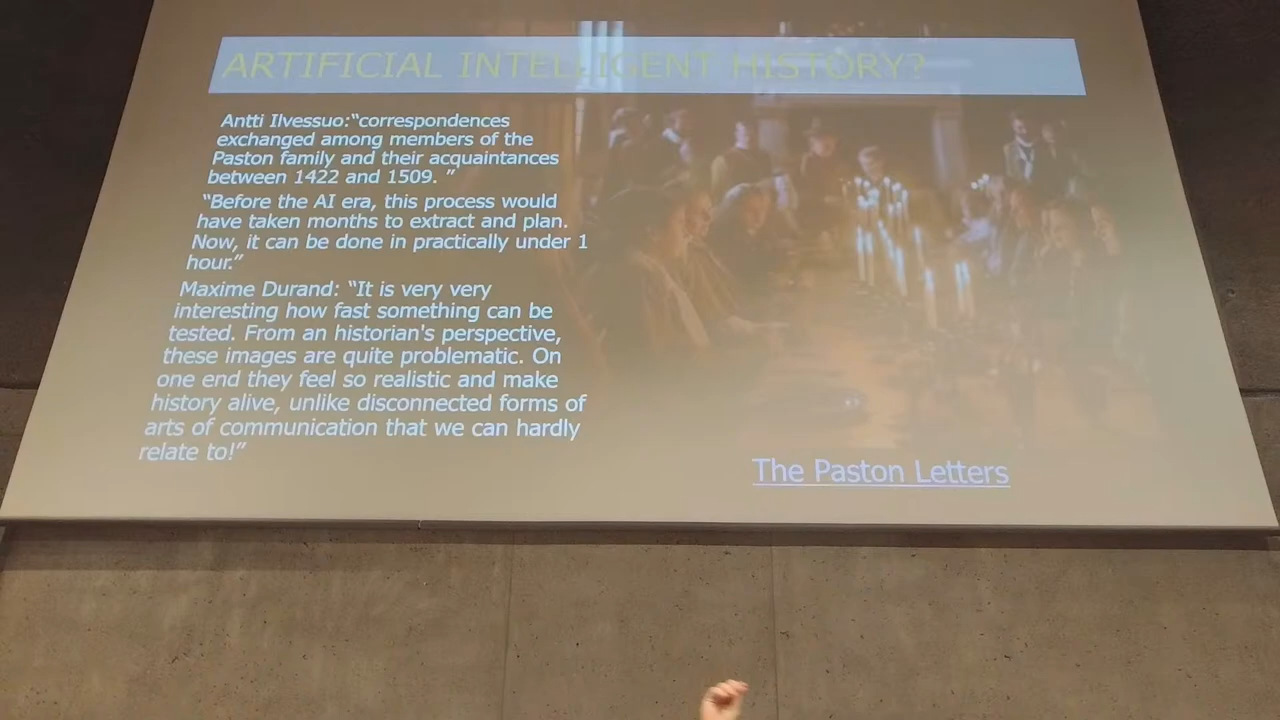 ARTIFICIAL INTELLIGENT HISTORY?
Antti Ilvessuo:“correspondences
exchanged among members of the
Paston family and their acquaintances
between 1422 and 1509. ”
“Before the AI era, this process would
have taken months to extract and plan.
Now, it can be done in practically under 1
hour.”
Maxime Durand: “It is very very
interesting how fast something can be
tested. From an historian's perspective,
these images are quite problematic. On
one end they feel so realistic and make
history alive, unlike disconnected forms of
arts of communication that we can hardly
relate to!”
The Paston Letters